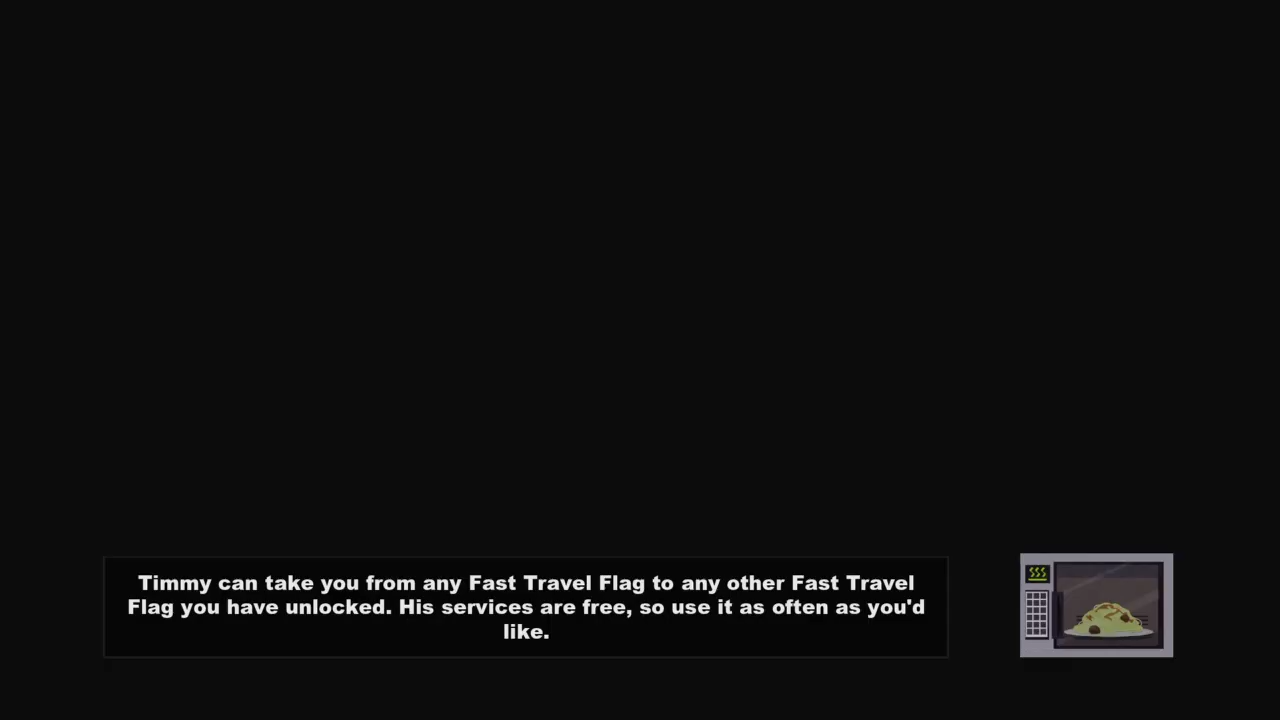 Timmy can take you from any Fast Travel Flag to any other Fast Travel
Flag you have unlocked. His services are free, so use it as often as you'd
like.